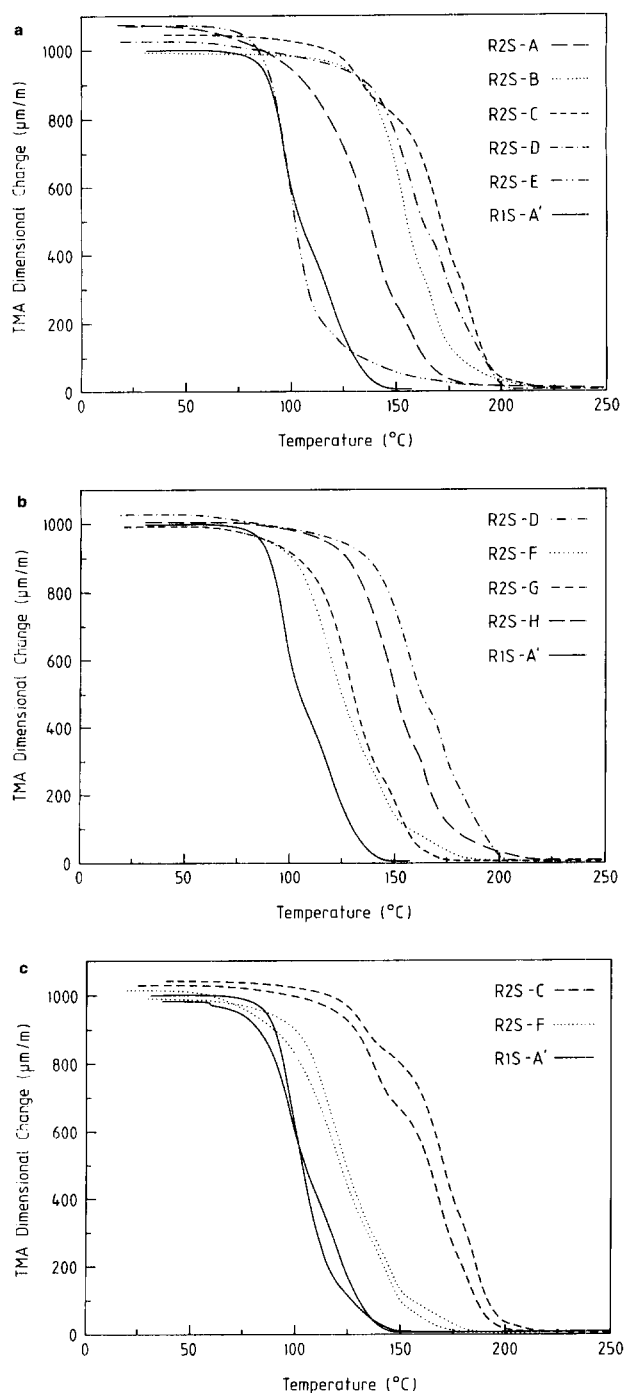 a
TMA Dimensional Change (µm/m)
1000
800
600
400
200
0
R2S-A
R2S-B
R2S-C
R2S-D
R2S-E
R1S-A'
0 50 100 150 200 250
Temperature (°C)
b
TMA Dimensional Change (µm/m)
1000
800
600
400
200
0
R2S-D
R2S-F
R2S-G
R2S-H
R1S-A'
0 50 100 150 200 250
Temperature (°C)
c
TMA Dimensional Change (µm/m)
1000
800
600
400
200
0
R2S-C
R2S-F
R1S-A'
0 50 100 150 200 250
Temperature (°C)